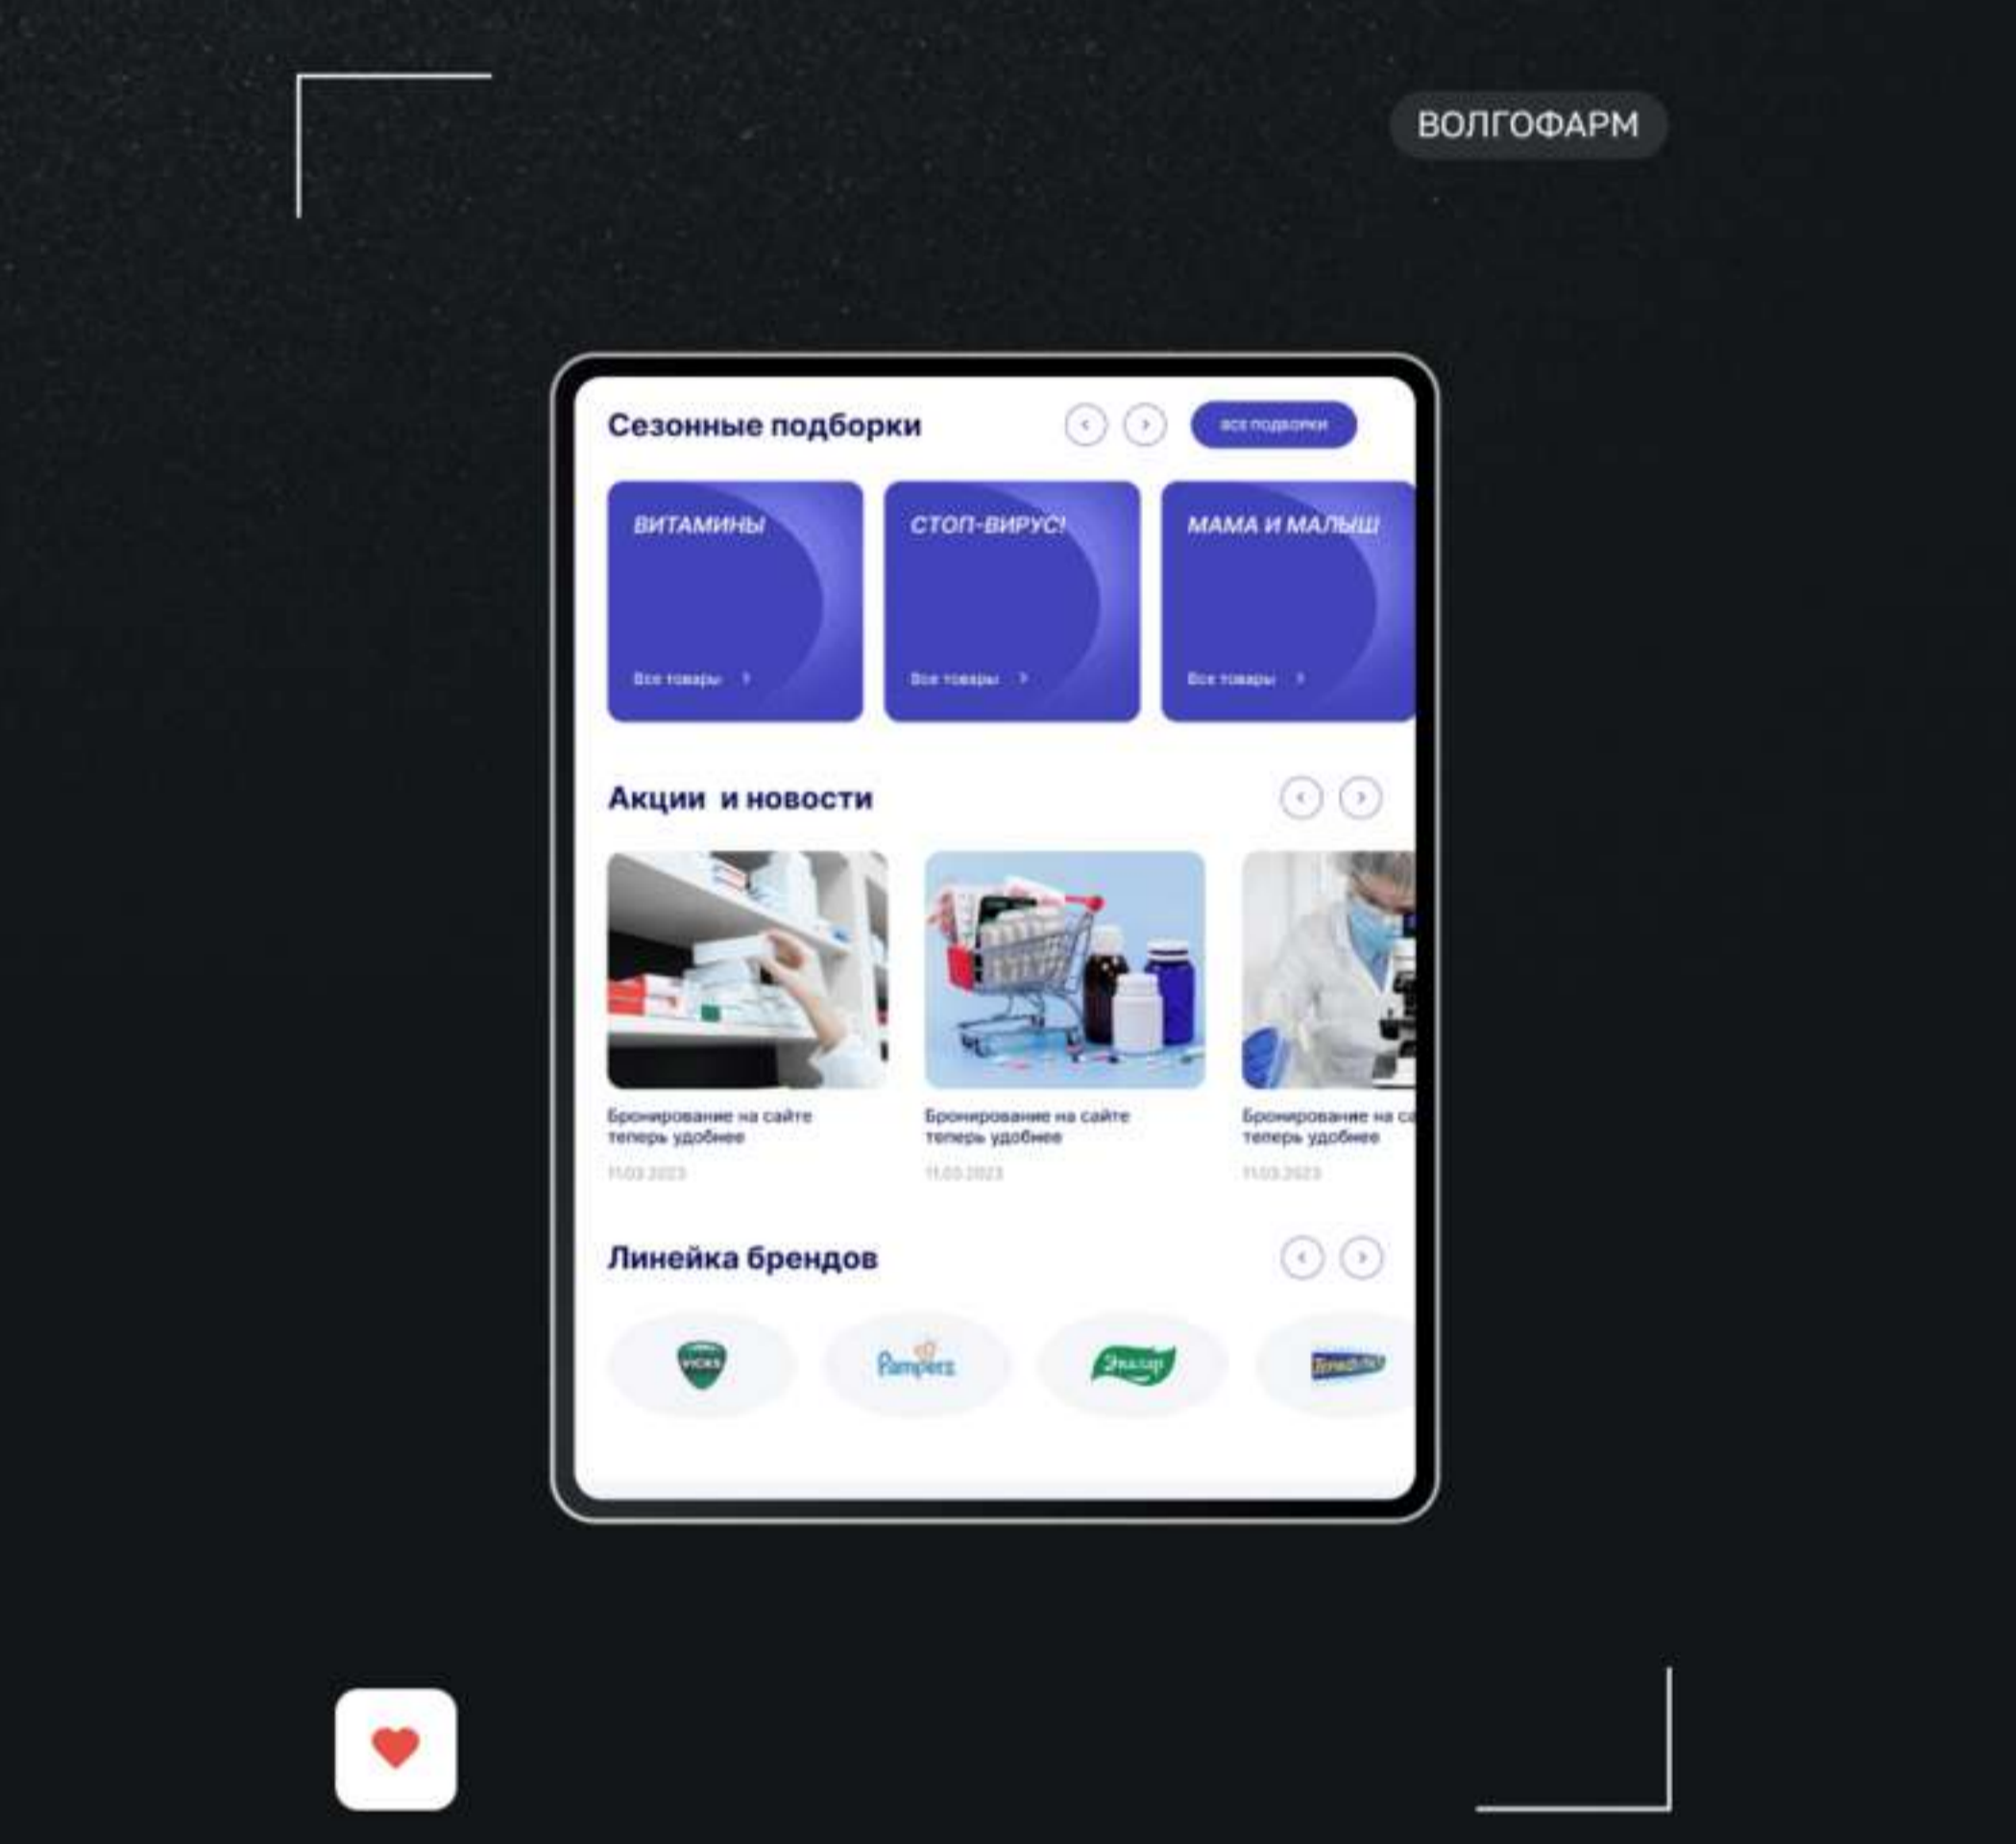 ВОЛГОФАРМ
Сезонные подборки
ВСЕ ПОДБОРКИ
ВИТАМИНЫ
СТОП-ВИРУС!
МАМА И МАЛЫШ
Все товары
Все товары
Все товары
Акции и новости
Бронирование на сайте
теперь удобнее
11.03.2023
Бронирование на сайте
теперь удобнее
11.03.2023
Бронирование на са
теперь удобнее
11.03.2023
Линейка брендов
VICKS
Pampers
Эвалар